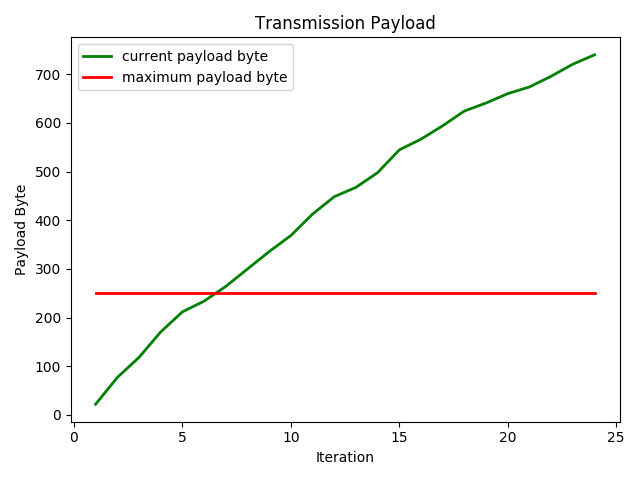 Transmission Payload
current payload byte
maximum payload byte
Payload Byte
700
600
500
400
300
200
100
0
0 5 10 15 20 25
Iteration